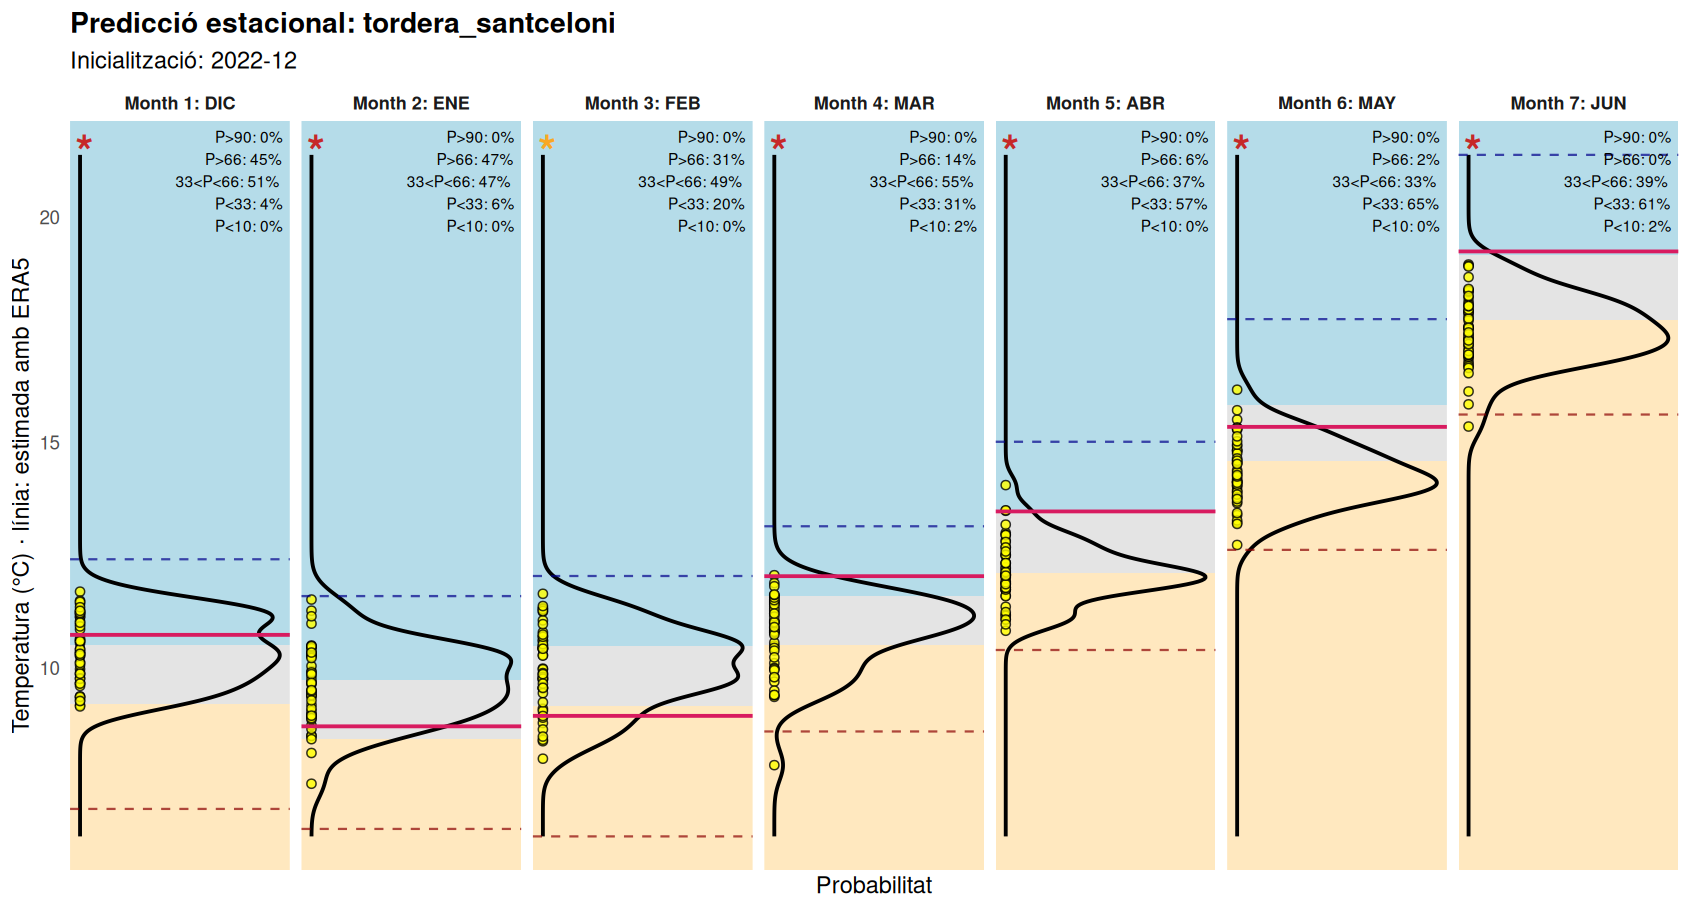 Predicció estacional: tordera_santceloni
Inicialització: 2022-12
Month 1: DIC
Month 2: ENE
Month 3: FEB
Month 4: MAR
Month 5: ABR
Month 6: MAY
Month 7: JUN
*
P>90: 0%
P>66: 45%
33<P<66: 51%
P<33: 4%
P<10: 0%
*
P>90: 0%
P>66: 47%
33<P<66: 47%
P<33: 6%
P<10: 0%
*
P>90: 0%
P>66: 31%
33<P<66: 49%
P<33: 20%
P<10: 0%
*
P>90: 0%
P>66: 14%
33<P<66: 55%
P<33: 31%
P<10: 2%
*
P>90: 0%
P>66: 6%
33<P<66: 37%
P<33: 57%
P<10: 0%
*
P>90: 0%
P>66: 2%
33<P<66: 33%
P<33: 65%
P<10: 0%
*
P>90: 0%
P>66: 0%
33<P<66: 39%
P<33: 61%
P<10: 2%
20
15
10
Temperatura (°C) · línia: estimada amb ERA5
Probabilitat